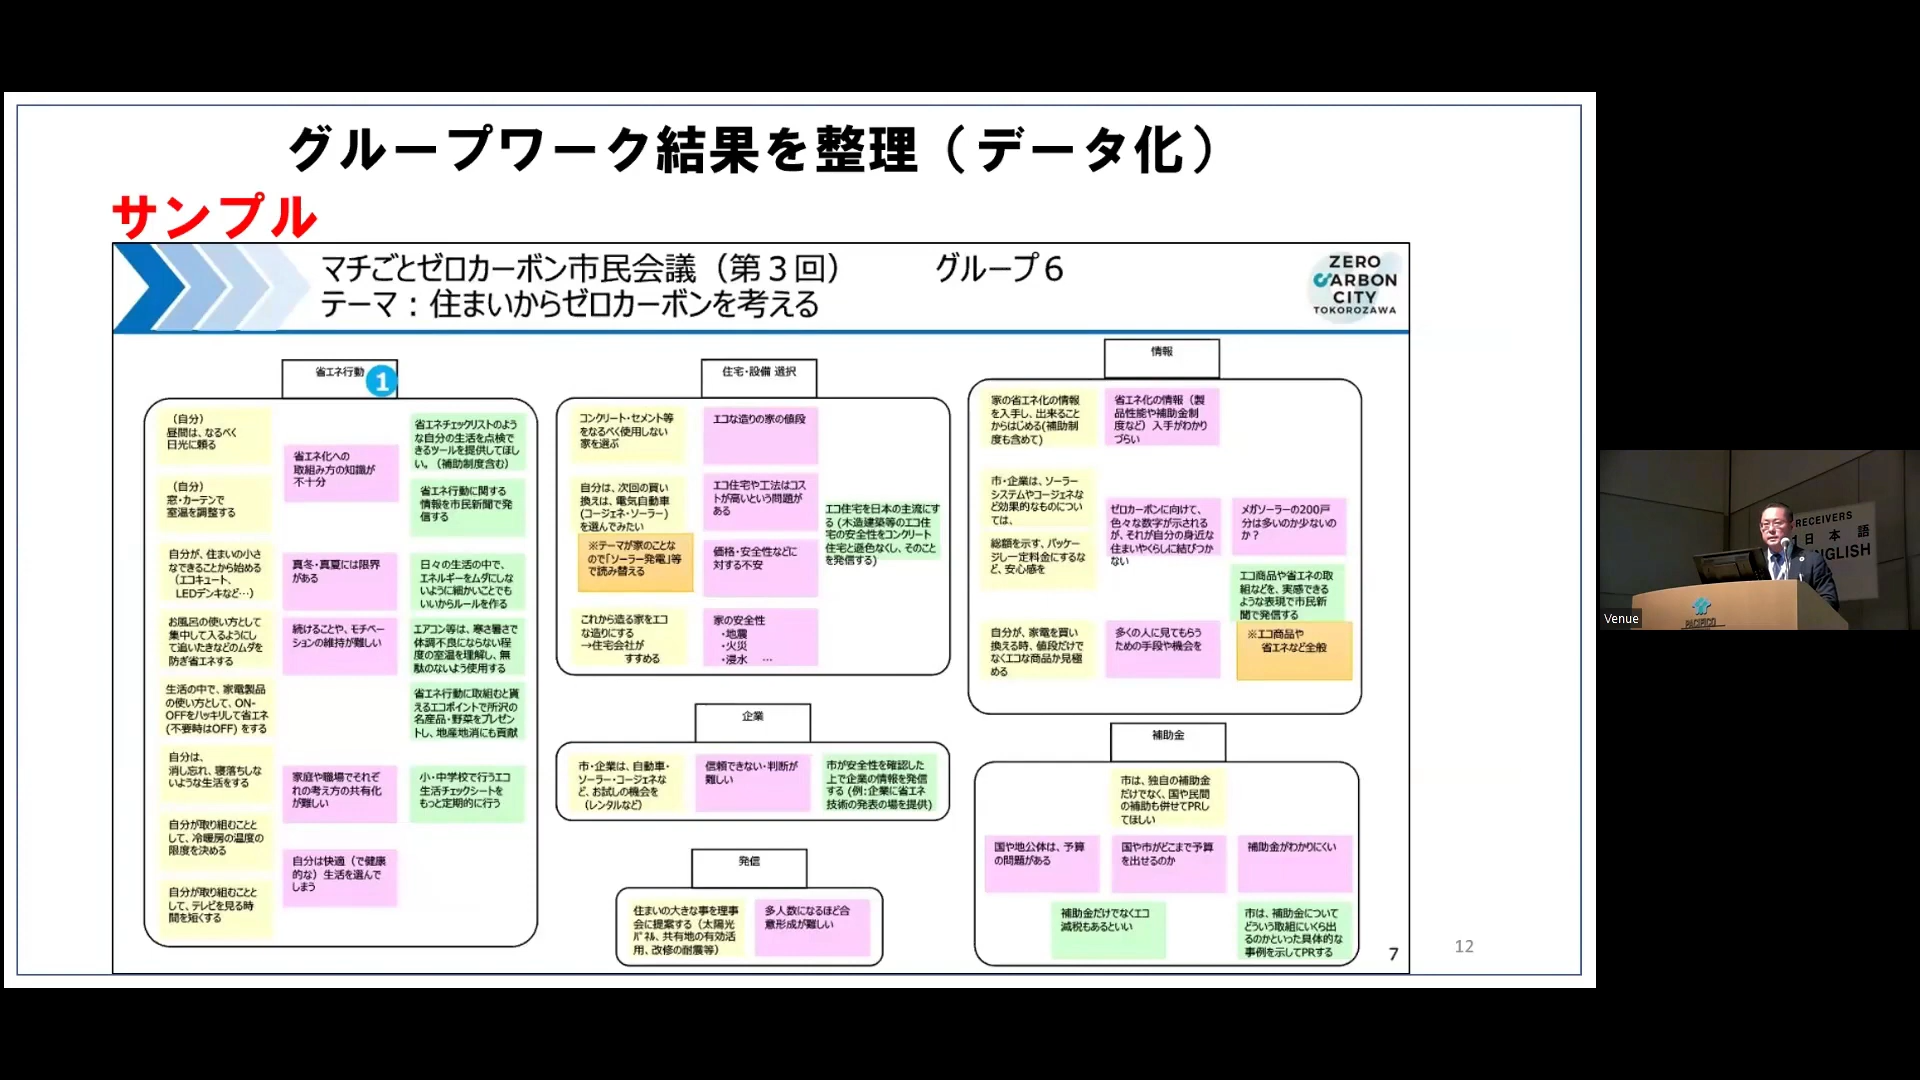 グループワーク結果を整理（データ化）
サンプル
マチごとゼロカーボン市民会議（第３回）　グループ６
テーマ：住まいからゼロカーボンを考える
ZERO
CARBON
CITY
TOKOROZAWA
省エネ行動
1
（自分）
昼間は、なるべく
日光に頼る
（自分）
窓・カーテンで
室温を調整する
自分が、住まいの小さ
なできることから始める
（エコキュート、
LEDデンキなど…）
お風呂の使い方として
集中して入るようにし
て追いたきなどのムダを
防ぎ省エネする
生活の中で、家電製品
の使い方として、ON-
OFFをハッキリして省エネ
(不要時はOFF) をする
自分は、
消し忘れ、寝落ちしな
いような生活をする
自分が取り組むことと
して、冷暖房の温度の
限度を決める
自分が取り組むことと
して、テレビを見る時
間を短くする
省エネ化への
取組み方の知識が
不十分
真冬・真夏には限界
がある
続けることや、モチベー
ションの維持が難しい
家庭や職場でそれぞ
れの考え方の共有化
が難しい
自分は快適（で健康
的な）生活を選んで
しまう
省エネチェックリストのよう
な自分の生活を点検で
きるツールを提供してほし
い。（補助制度含む）
省エネ行動に関する
情報を市民新聞で発
信する
日々の生活の中で、
エネルギーをムダにしな
いように細かいことでも
いいからルールを作る
エアコン等は、寒さ暑さで
体調不良にならない程
度の室温を理解し、無
駄のないよう使用する
省エネ行動に取組むと貰
えるエコポイントで所沢の
名産品・野菜をプレゼン
トし、地産地消にも貢献
小・中学校で行うエコ
生活チェックシートを
もっと定期的に行う
住宅・設備 選択
コンクリート・セメント等
をなるべく使用しない
家を選ぶ
自分は、次回の買い
換えは、電気自動車
(コージェネ・ソーラー)
を選んでみたい
※テーマが家のことな
ので「ソーラー発電」等
で読み替える
これから造る家をエコ
な造りにする
→住宅会社が
すすめる
エコな造りの家の値段
エコ住宅や工法はコス
トが高いという問題が
ある
価格・安全性などに
対する不安
家の安全性
・地震
・火災
・浸水　…
エコ住宅を日本の主流にす
る (木造建築等のエコ住
宅の安全性をコンクリート
住宅と遜色なくし、そのこと
を発信する)
企業
市・企業は、自動車・
ソーラー・コージェネな
ど、お試しの機会を
（レンタルなど）
信頼できない・判断が
難しい
市が安全性を確認した
上で企業の情報を発信
する (例:企業に省エネ
技術の発表の場を提供)
発信
住まいの大きな事を理事
会に提案する（太陽光
パネル、共有地の有効活
用、改修の耐震等）
多人数になるほど合
意形成が難しい
情報
家の省エネ化の情報
を入手し、出来ること
からはじめる(補助制
度も含めて)
省エネ化の情報（製
品性能や補助金制
度など）入手がわかり
づらい
市・企業は、ソーラー
システムやコージェネな
ど効果的なものについ
ては、
総額を示す、パッケー
ジし一定料金にするな
ど、安心感を
ゼロカーボンに向けて、
色々な数字が示される
が、それが自分の身近な
住まいやくらしに結びつか
ない
メガソーラーの200戸
分は多いのか少ないの
か？
エコ商品や省エネの取
組などを、実感できる
ような表現で市民新
聞で発信する
自分が、家電を買い
換える時、値段だけで
なくエコな商品か見極
める
多くの人に見てもらう
ための手段や機会を
※エコ商品や
省エネなど全般
補助金
市は、独自の補助金
だけでなく、国や民間
の補助も併せてPRし
てほしい
国や地公体は、予算
の問題がある
国や市がどこまで予算
を出せるのか
補助金がわかりにくい
補助金だけでなくエコ
減税もあるといい
市は、補助金について
どういう取組にいくら出
るのかといった具体的な
事例を示してPRする
7
12
RECEIVERS
日本語
ENGLISH
PACIFICO
Venue